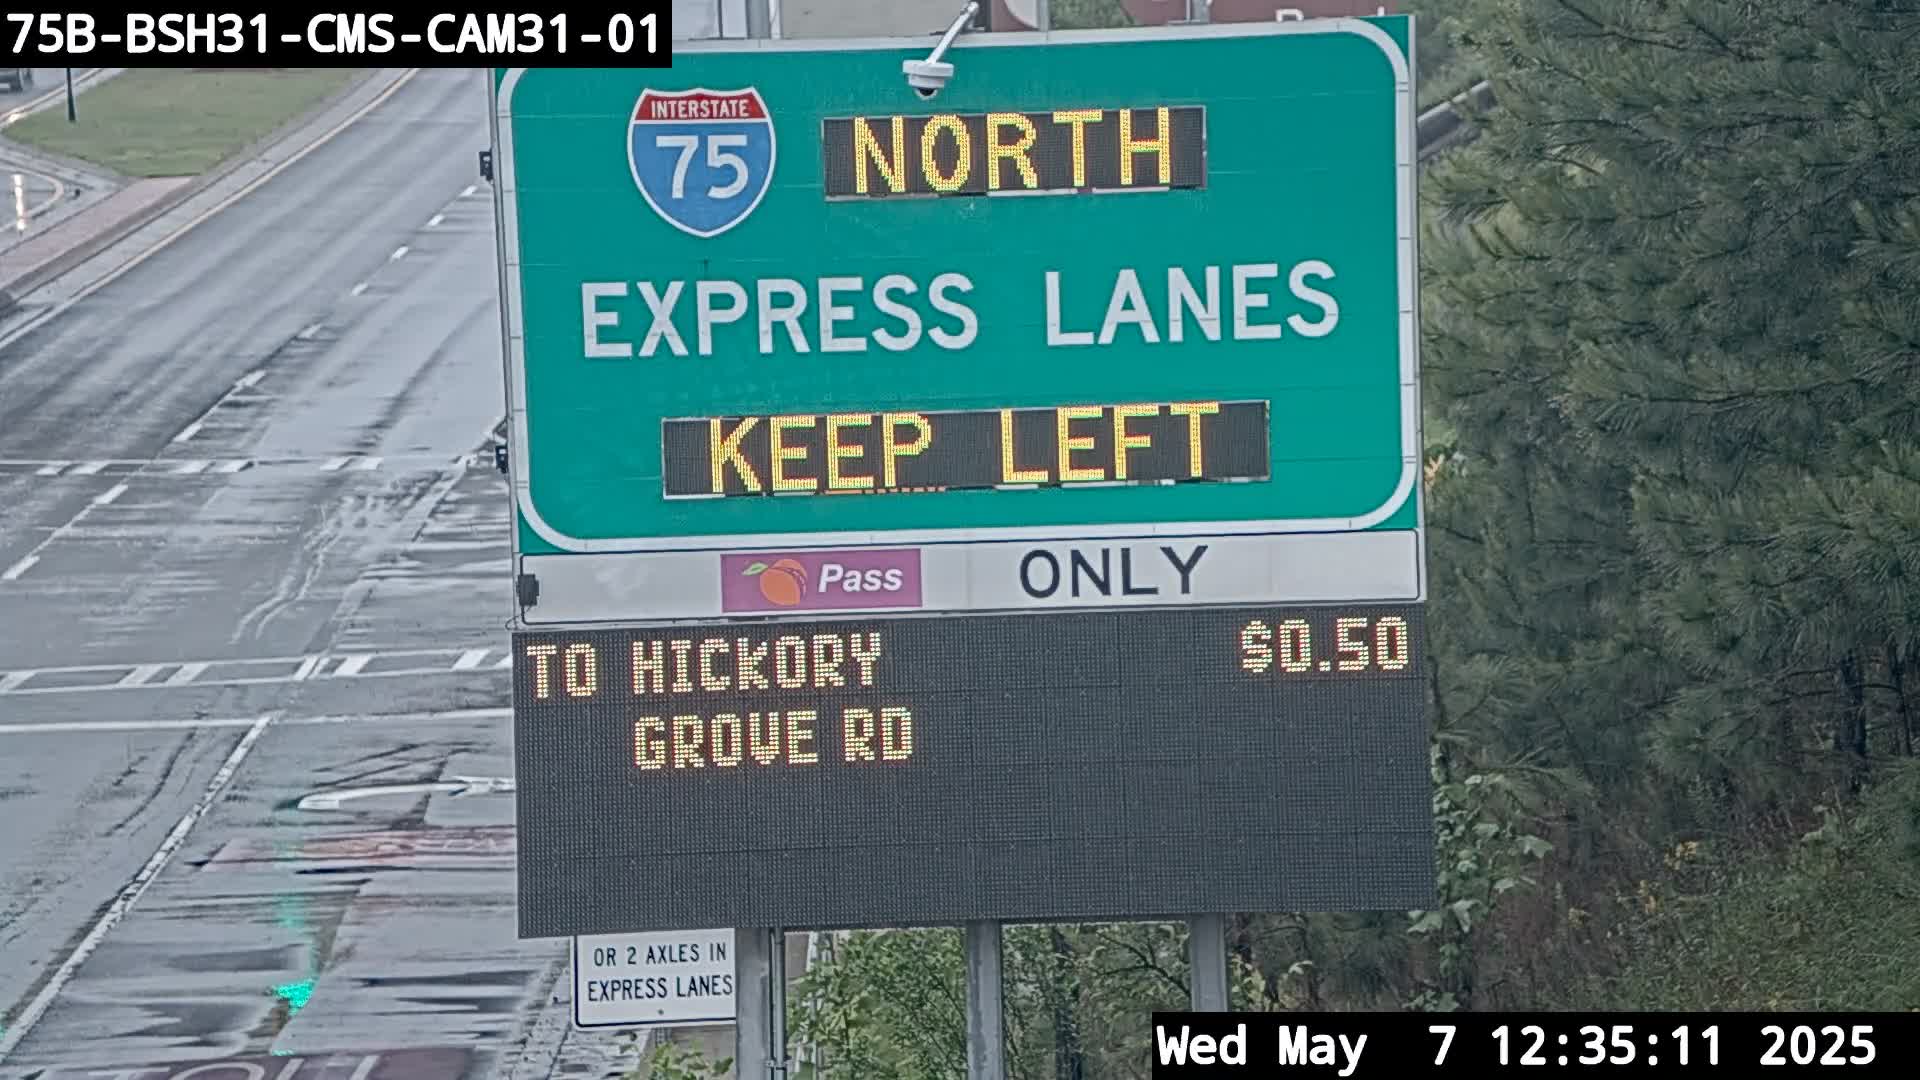 75B-BSH31-CMS-CAM31-01
INTERSTATE
75
NORTH
EXPRESS LANES
KEEP LEFT
Pass
ONLY
TO HICKORY $0.50
GROVE RD
OR 2 AXLES IN
EXPRESS LANES
Wed May 7 12:35:11 2025